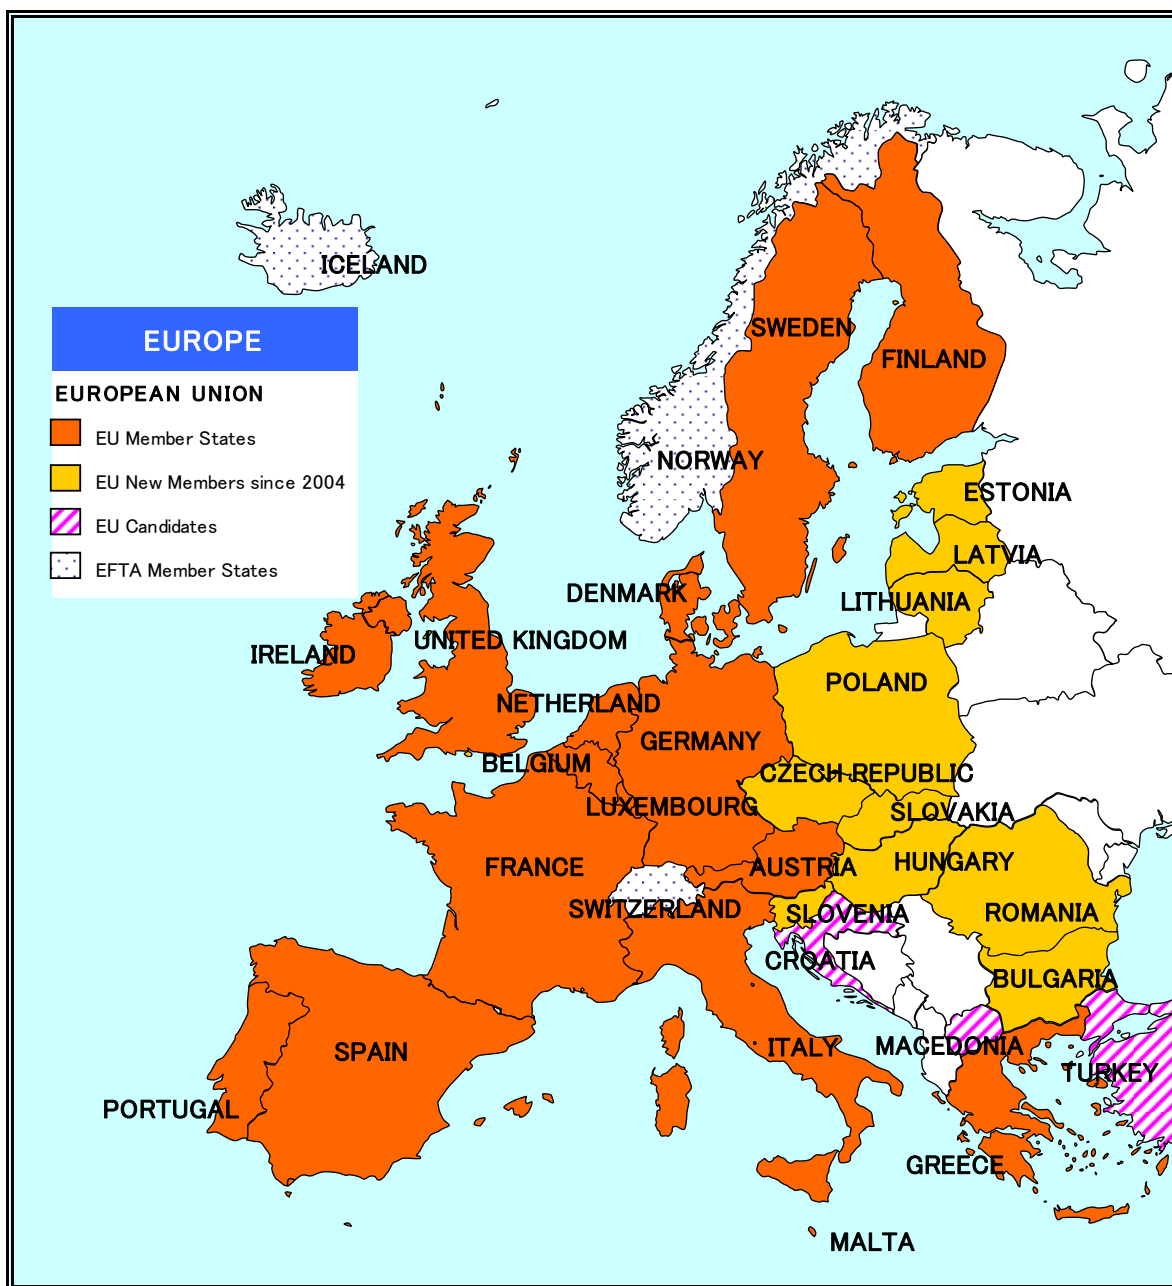 ICELAND
EUROPE
EUROPEAN UNION
EU Member States
EU New Members since 2004
EU Candidates
EFTA Member States
SWEDEN
FINLAND
NORWAY
ESTONIA
LATVIA
DENMARK
LITHUANIA
UNITED KINGDOM
IRELAND
POLAND
NETHERLAND
GERMANY
BELGIUM
CZECH REPUBLIC
LUXEMBOURG
SLOVAKIA
FRANCE
AUSTRIA
HUNGARY
SWITZERLAND
SLOVENIA
ROMANIA
CROATIA
BULGARIA
SPAIN
ITALY
MACEDONIA
TURKEY
PORTUGAL
GREECE
MALTA